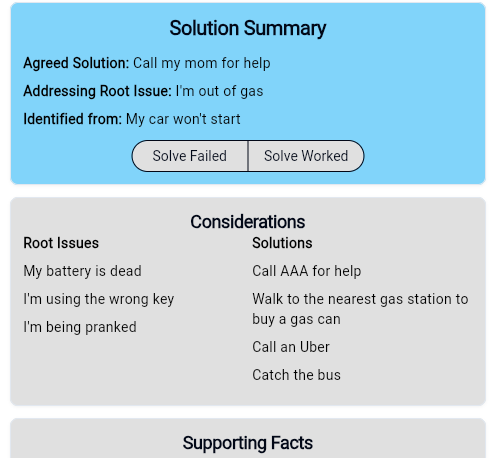 Solution Summary
Agreed Solution: Call my mom for help
Addressing Root Issue: I'm out of gas
Identified from: My car won't start
Solve Failed
Solve Worked
Considerations
Root Issues
My battery is dead
I'm using the wrong key
I'm being pranked
Solutions
Call AAA for help
Walk to the nearest gas station to
buy a gas can
Call an Uber
Catch the bus
Supporting Facts